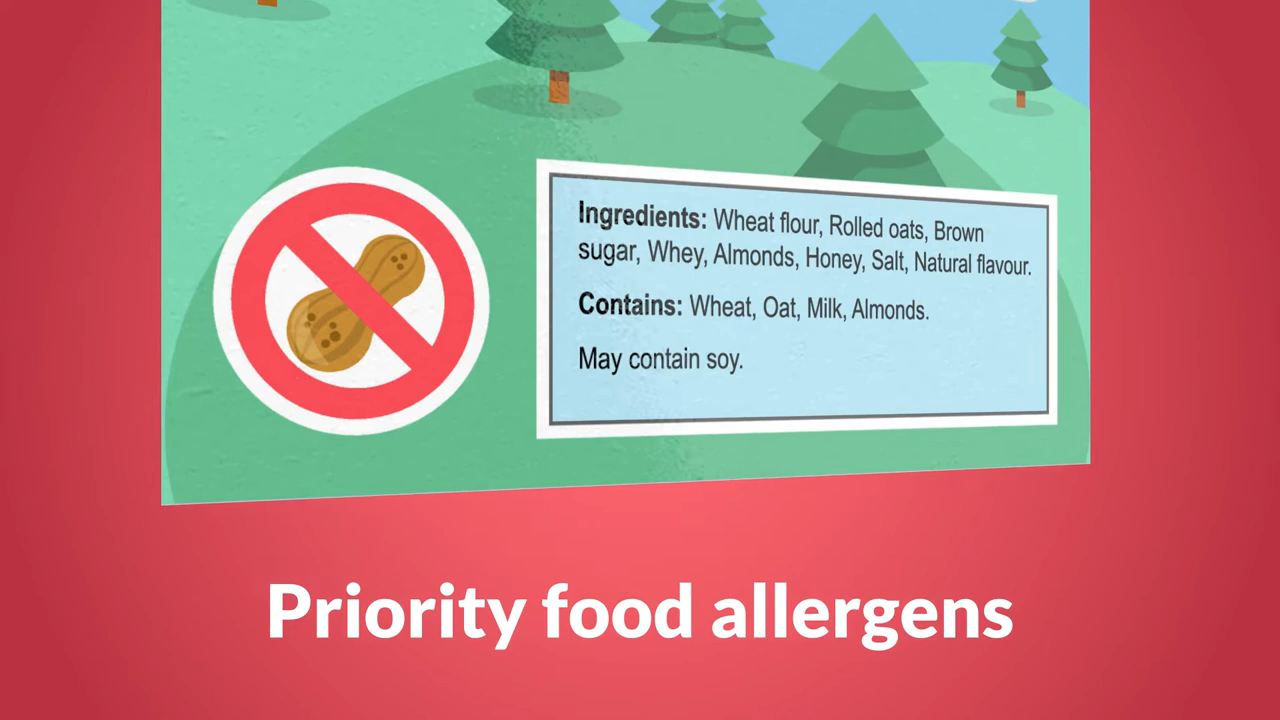 Ingredients: Wheat flour, Rolled oats, Brown
sugar, Whey, Almonds, Honey, Salt, Natural flavour.
Contains: Wheat, Oat, Milk, Almonds.
May contain soy.
Priority food allergens